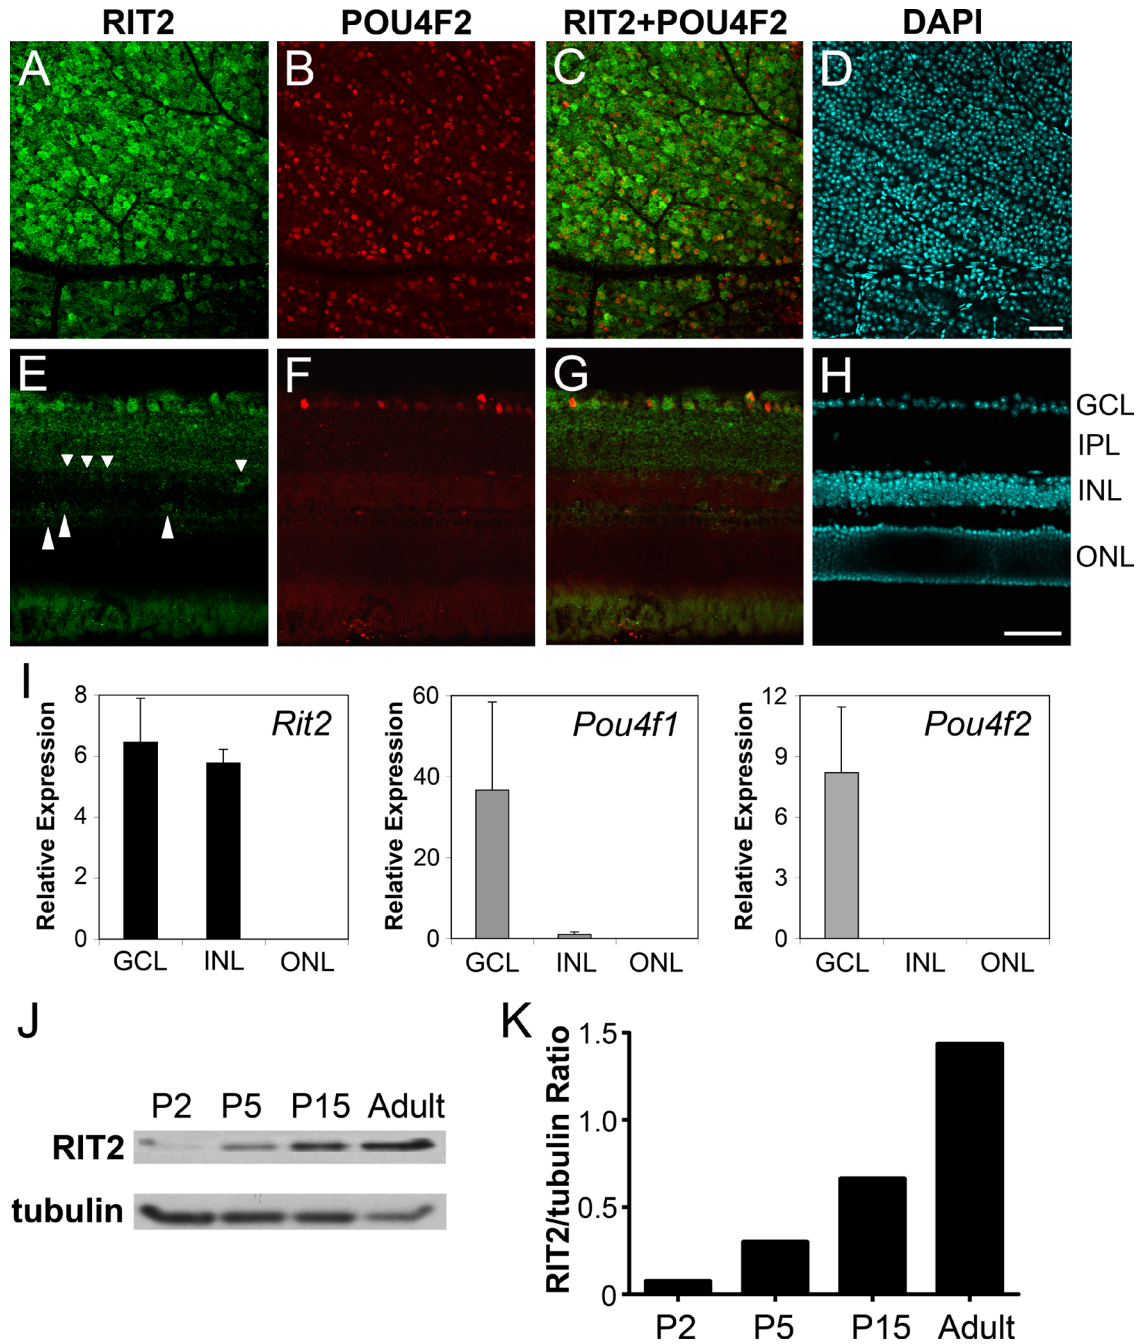 RIT2 POU4F2 RIT2+POU4F2 DAPI
A B C D
E F G H
GCL
IPL
INL
ONL
I
Relative Expression
8
6
4
2
0
Rit2
GCL INL ONL
Relative Expression
60
40
20
0
Pou4f1
GCL INL ONL
Relative Expression
12
9
6
3
0
Pou4f2
GCL INL ONL
J
P2 P5 P15 Adult
RIT2
tubulin
K
RIT2/tubulin Ratio
1.5
1.0
0.5
0
P2 P5 P15 Adult